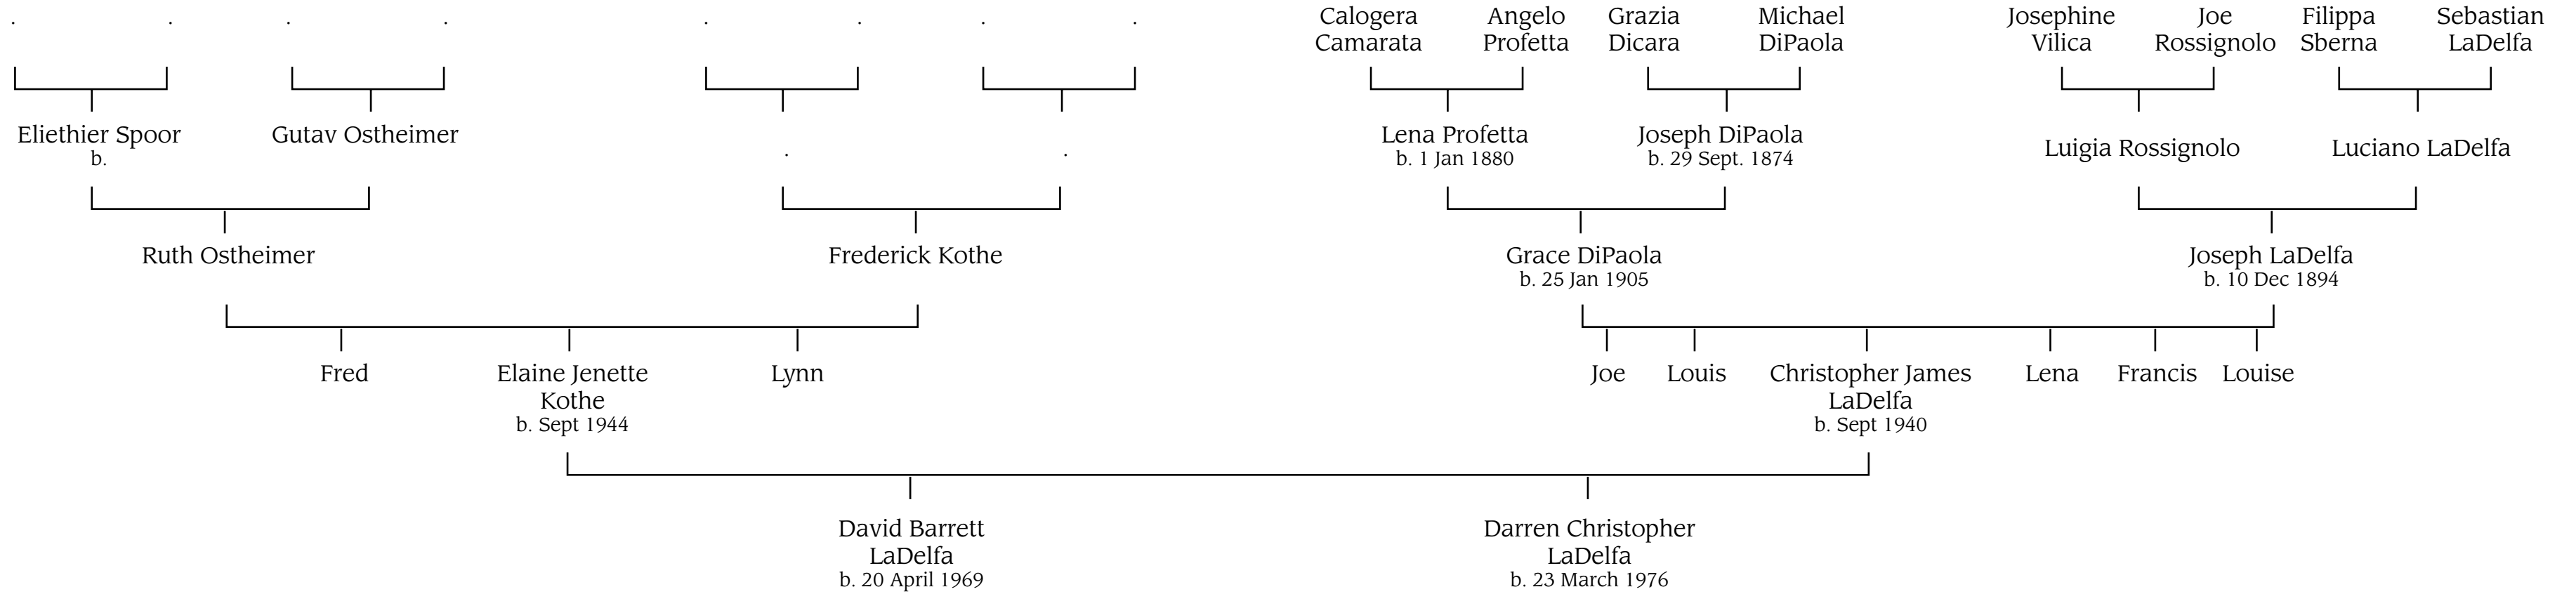 Calogera
Camarata
Angelo
Profetta
Grazia
Dicara
Michael
DiPaola
Josephine
Vilica
Joe
Rossignolo
Filippa
Sberna
Sebastian
LaDelfa
Eliethier Spoor
b.
Gutav Ostheimer
Lena Profetta
b. 1 Jan 1880
Joseph DiPaola
b. 29 Sept. 1874
Luigia Rossignolo
Luciano LaDelfa
Ruth Ostheimer
Frederick Kothe
Grace DiPaola
b. 25 Jan 1905
Joseph LaDelfa
b. 10 Dec 1894
Fred
Elaine Jenette
Kothe
b. Sept 1944
Lynn
Joe
Louis
Christopher James
LaDelfa
b. Sept 1940
Lena
Francis
Louise
David Barrett
LaDelfa
b. 20 April 1969
Darren Christopher
LaDelfa
b. 23 March 1976